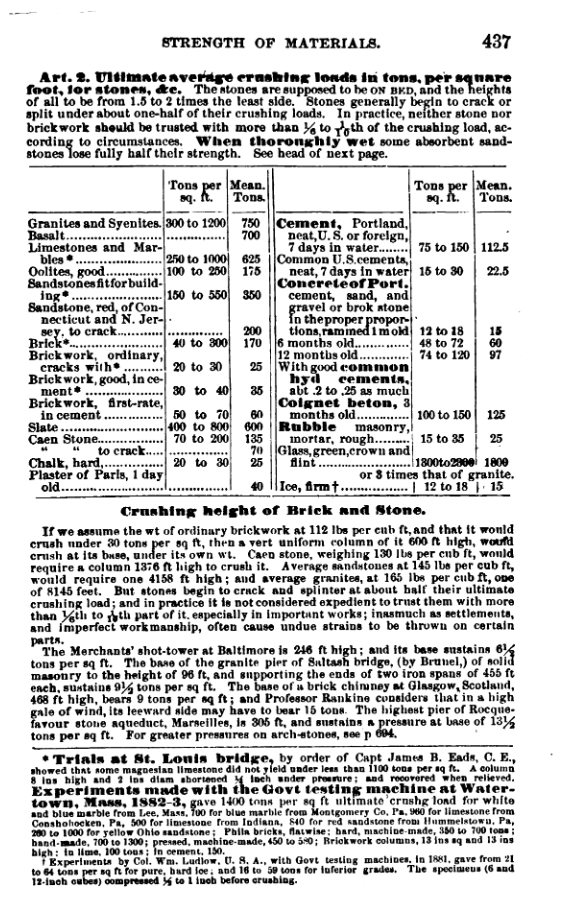 STRENGTH OF MATERIALS. 437
Art. 2. Ultimate average crushing loads in tons, per square
foot, for stones, &c. The stones are supposed to be ON BED, and the heights
of all to be from 1.5 to 2 times the least side. Stones generally begin to crack or
split under about one-half of their crushing loads. In practice, neither stone nor
brickwork should be trusted with more than ⅙ to 1/10th of the crushing load, ac-
cording to circumstances. When thoroughly wet some absorbent sand-
stones lose fully half their strength. See head of next page.
Tons per sq. ft. Mean. Tons.
Granites and Syenites. 300 to 1200 750
Basalt 700
Limestones and Mar-
bles * 250 to 1000 625
Oolites, good 100 to 250 175
Sandstones fit for build-
ing* 150 to 550 350
Sandstone, red, of Con-
necticut and N. Jer-
sey, to crack 200
Brick* 40 to 300 170
Brickwork, ordinary,
cracks with* 20 to 30 25
Brickwork, good, in ce-
ment* 30 to 40 35
Brickwork, first-rate,
in cement 50 to 70 60
Slate 400 to 800 600
Caen Stone 70 to 200 135
" " to crack 70
Chalk, hard, 20 to 30 25
Plaster of Paris, 1 day
old 40
Tons per sq. ft. Mean. Tons.
Cement, Portland,
neat, U. S. or foreign,
7 days in water 75 to 150 112.5
Common U.S. cements,
neat, 7 days in water 15 to 30 22.5
Concrete of Port.
cement, sand, and
gravel or brok stone
in the proper propor-
tions, rammed 1 m old 12 to 18 15
6 months old 48 to 72 60
12 months old 74 to 120 97
With good common
hyd cements,
abt .2 to .25 as much
Coignet beton, 3
months old 100 to 150 125
Rubble masonry,
mortar, rough 15 to 35 25
Glass, green, crown and
flint 1300 to 2300 1800
or 3 times that of granite.
Ice, firm † 12 to 18 15
Crushing height of Brick and Stone.
If we assume the wt of ordinary brickwork at 112 lbs per cub ft, and that it would
crush under 30 tons per sq ft, then a vert uniform column of it 600 ft high, would
crush at its base, under its own wt. Caen stone, weighing 130 lbs per cub ft, would
require a column 1376 ft high to crush it. Average sandstones at 145 lbs per cub ft,
would require one 4158 ft high; and average granites, at 165 lbs per cub ft, one
of 8145 feet. But stones begin to crack and splinter at about half their ultimate
crushing load; and in practice it is not considered expedient to trust them with more
than ⅙th to 1/10th part of it, especially in important works; inasmuch as settlements,
and imperfect workmanship, often cause undue strains to be thrown on certain
parts.
The Merchants' shot-tower at Baltimore is 246 ft high; and its base sustains 6½
tons per sq ft. The base of the granite pier of Saltash bridge, (by Brunel,) of solid
masonry to the height of 96 ft, and supporting the ends of two iron spans of 455 ft
each, sustains 9½ tons per sq ft. The base of a brick chimney at Glasgow, Scotland,
468 ft high, bears 9 tons per sq ft; and Professor Rankine considers that in a high
gale of wind, its leeward side may have to bear 15 tons. The highest pier of Rocque-
favour stone aqueduct, Marseilles, is 305 ft, and sustains a pressure at base of 13½
tons per sq ft. For greater pressures on arch-stones, see p 694.
* Trials at St. Louis bridge, by order of Capt James B. Eads, C. E.,
showed that some magnesian limestone did not yield under less than 1100 tons per sq ft. A column
8 ins high and 2 ins diam shortened ¼ inch under pressure; and recovered when relieved.
Experiments made with the Govt testing machine at Water-
town, Mass, 1882-3, gave 1400 tons per sq ft ultimate crushg load for white
and blue marble from Lee, Mass, 700 for blue marble from Montgomery Co, Pa, 960 for limestone from
Conshohocken, Pa, 500 for limestone from Indiana, 840 for red sandstone from Hummelstown, Pa,
260 to 1000 for yellow Ohio sandstone; Phila bricks, flatwise; hard, machine-made, 350 to 700 tons;
hand-made, 700 to 1300; pressed, machine-made, 450 to 580; Brickwork columns, 13 ins sq and 13 ins
high: in lime, 100 tons; in cement, 150.
† Experiments by Col. Wm. Ludlow, U. S. A., with Govt testing machines, in 1881, gave from 21
to 64 tons per sq ft for pure, hard ice; and 16 to 59 tons for inferior grades. The specimens (6 and
12-inch cubes) compressed ½ to 1 inch before crushing.